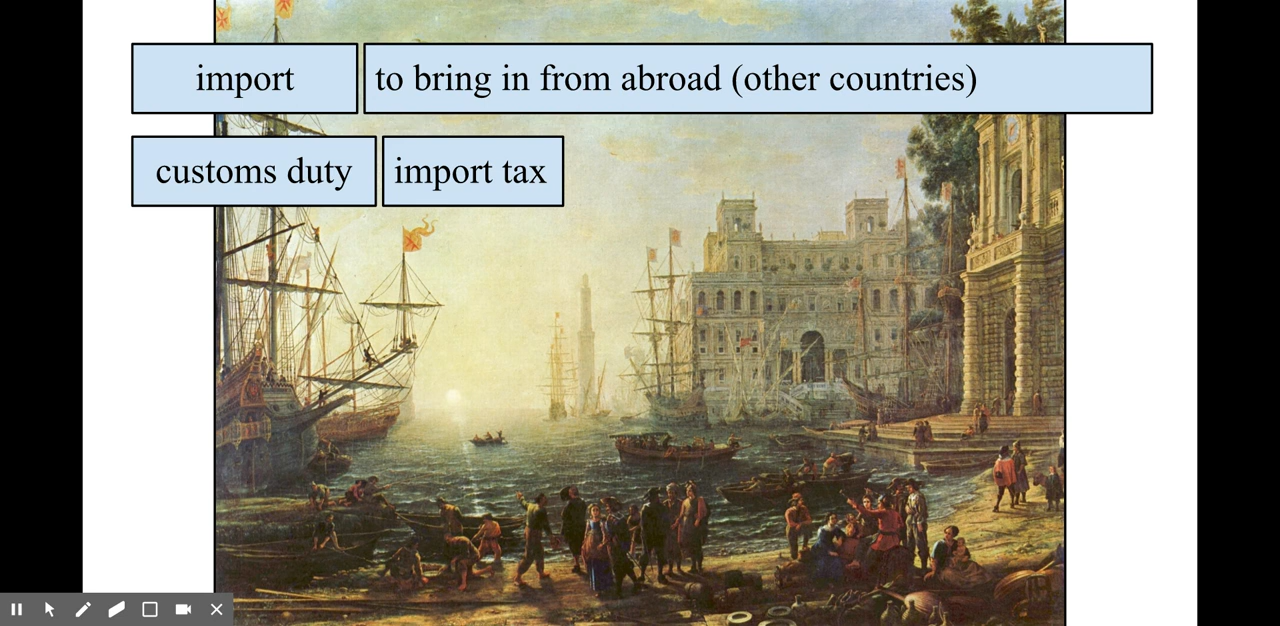 import to bring in from abroad (other countries)
customs duty import tax